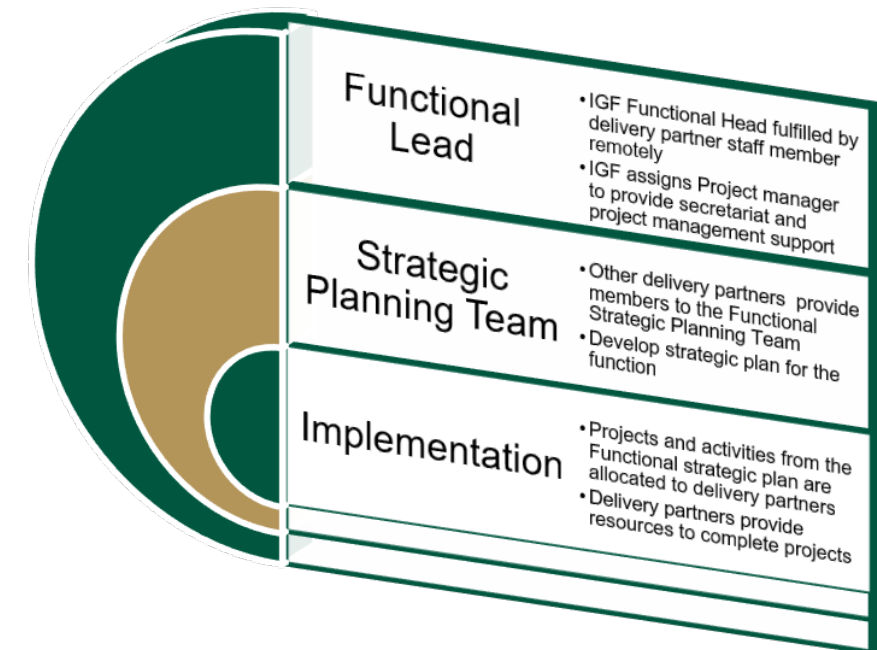 Functional
Lead
•IGF Functional Head fulfilled by
delivery partner staff member
remotely
•IGF assigns Project manager
to provide secretariat and
project management support
Strategic
Planning Team
•Other delivery partners  provide
members to the Functional
Strategic Planning Team
•Develop strategic plan for the
function
Implementation
•Projects and activities from the
Functional strategic plan are
allocated to delivery partners
•Delivery partners provide
resources to complete projects